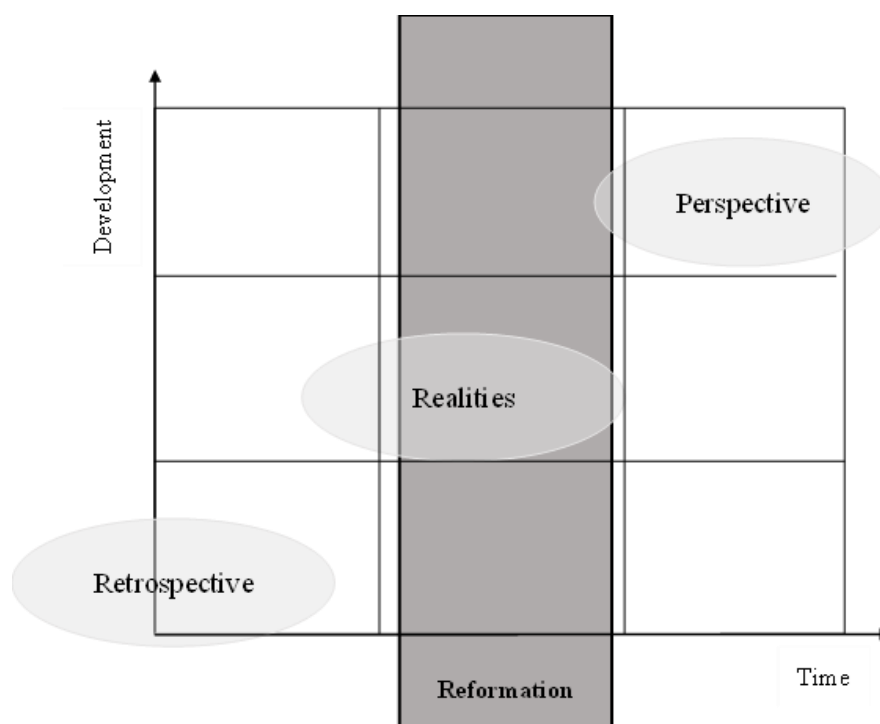 Development
Perspective
Realities
Retrospective
Time
Reformation